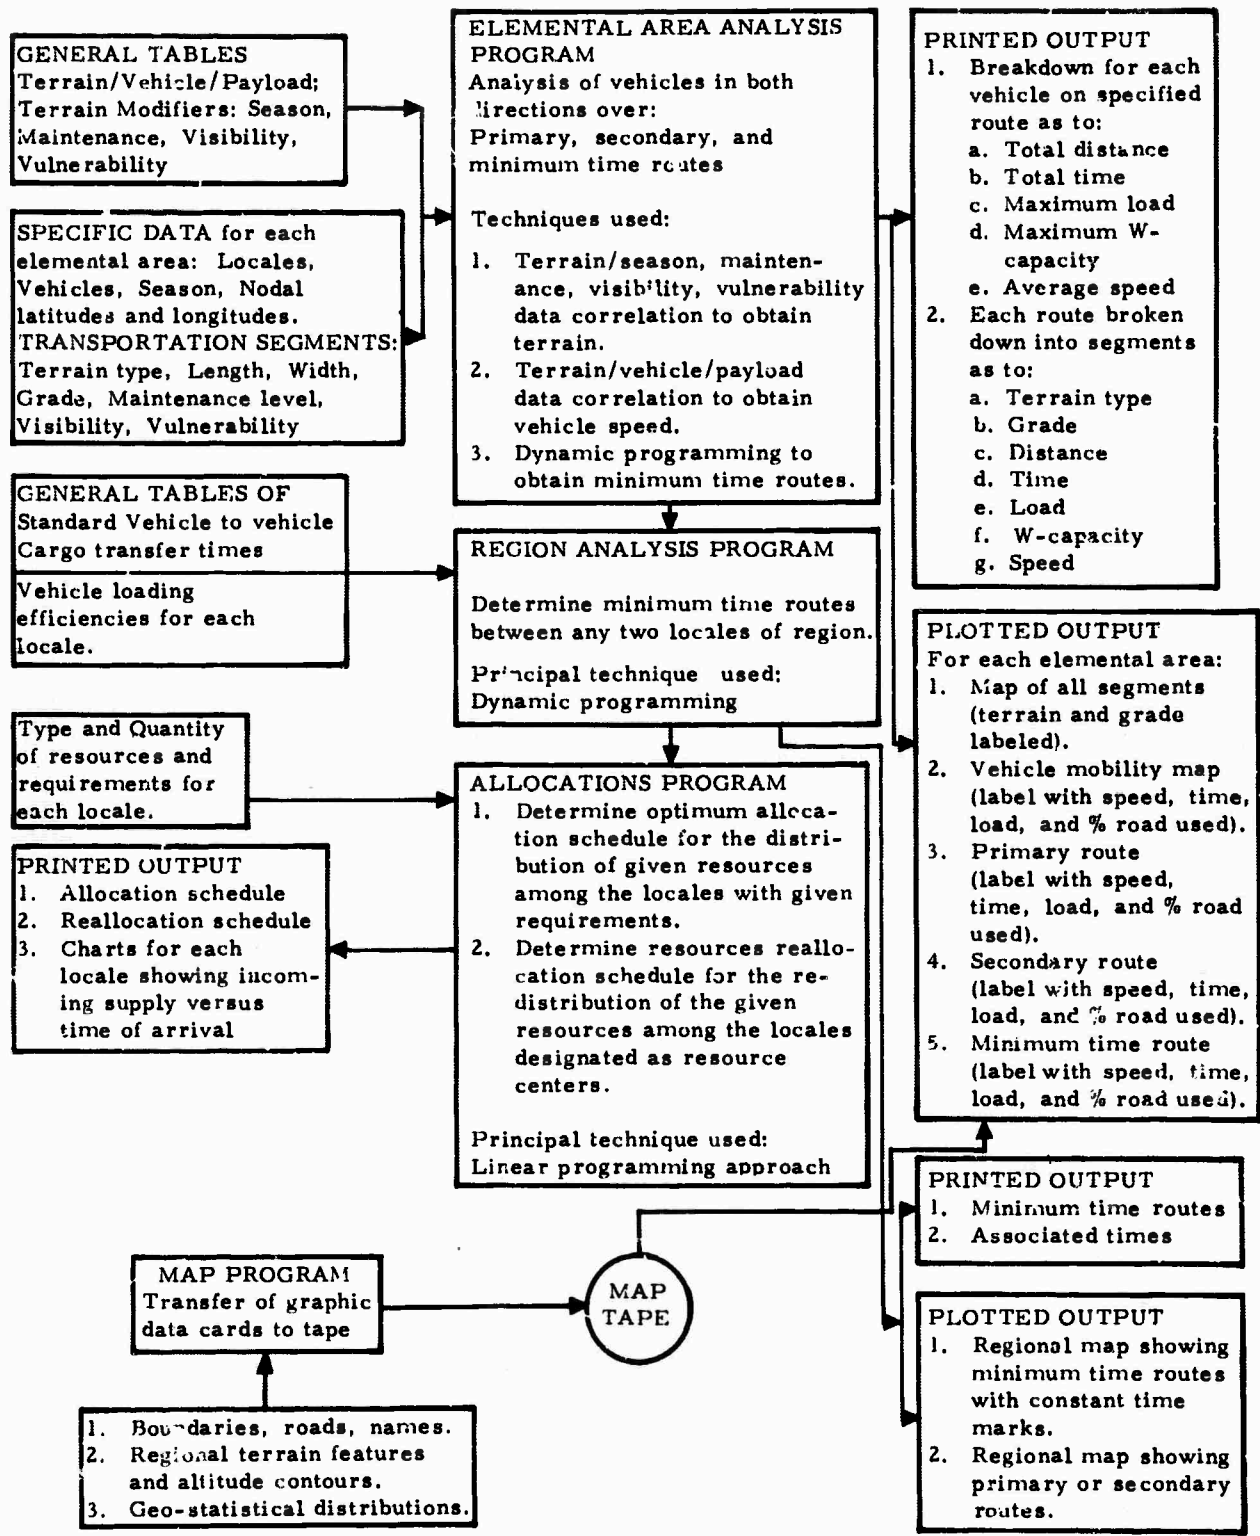 GENERAL TABLES
Terrain/Vehicle/Payload;
Terrain Modifiers: Season,
Maintenance, Visibility,
Vulnerability
SPECIFIC DATA for each
elemental area: Locales,
Vehicles, Season, Nodal
latitudes and longitudes.
TRANSPORTATION SEGMENTS:
Terrain type, Length, Width,
Grade, Maintenance level,
Visibility, Vulnerability
GENERAL TABLES OF
Standard Vehicle to vehicle
Cargo transfer times
Vehicle loading
efficiencies for each
locale.
Type and Quantity
of resources and
requirements for
each locale.
PRINTED OUTPUT
1. Allocation schedule
2. Reallocation schedule
3. Charts for each
locale showing incom-
ing supply versus
time of arrival
ELEMENTAL AREA ANALYSIS
PROGRAM
Analysis of vehicles in both
directions over:
Primary, secondary, and
minimum time routes
Techniques used:
1. Terrain/season, mainten-
ance, visibility, vulnerability
data correlation to obtain
terrain.
2. Terrain/vehicle/payload
data correlation to obtain
vehicle speed.
3. Dynamic programming to
obtain minimum time routes.
REGION ANALYSIS PROGRAM
Determine minimum time routes
between any two locales of region.
Principal technique used:
Dynamic programming
ALLOCATIONS PROGRAM
1. Determine optimum alloca-
tion schedule for the distri-
bution of given resources
among the locales with given
requirements.
2. Determine resources reallo-
cation schedule for the re-
distribution of the given
resources among the locales
designated as resource
centers.
Principal technique used:
Linear programming approach
PRINTED OUTPUT
1. Breakdown for each
vehicle on specified
route as to:
a. Total distance
b. Total time
c. Maximum load
d. Maximum W-
capacity
e. Average speed
2. Each route broken
down into segments
as to:
a. Terrain type
b. Grade
c. Distance
d. Time
e. Load
f. W-capacity
g. Speed
PLOTTED OUTPUT
For each elemental area:
1. Map of all segments
(terrain and grade
labeled).
2. Vehicle mobility map
(label with speed, time,
load, and % road used).
3. Primary route
(label with speed,
time, load, and % road
used).
4. Secondary route
(label with speed, time,
load, and % road used).
5. Minimum time route
(label with speed, time,
load, and % road used).
PRINTED OUTPUT
1. Minimum time routes
2. Associated times
PLOTTED OUTPUT
1. Regional map showing
minimum time routes
with constant time
marks.
2. Regional map showing
primary or secondary
routes.
MAP PROGRAM
Transfer of graphic
data cards to tape
MAP
TAPE
1. Boundaries, roads, names.
2. Regional terrain features
and altitude contours.
3. Geo-statistical distributions.